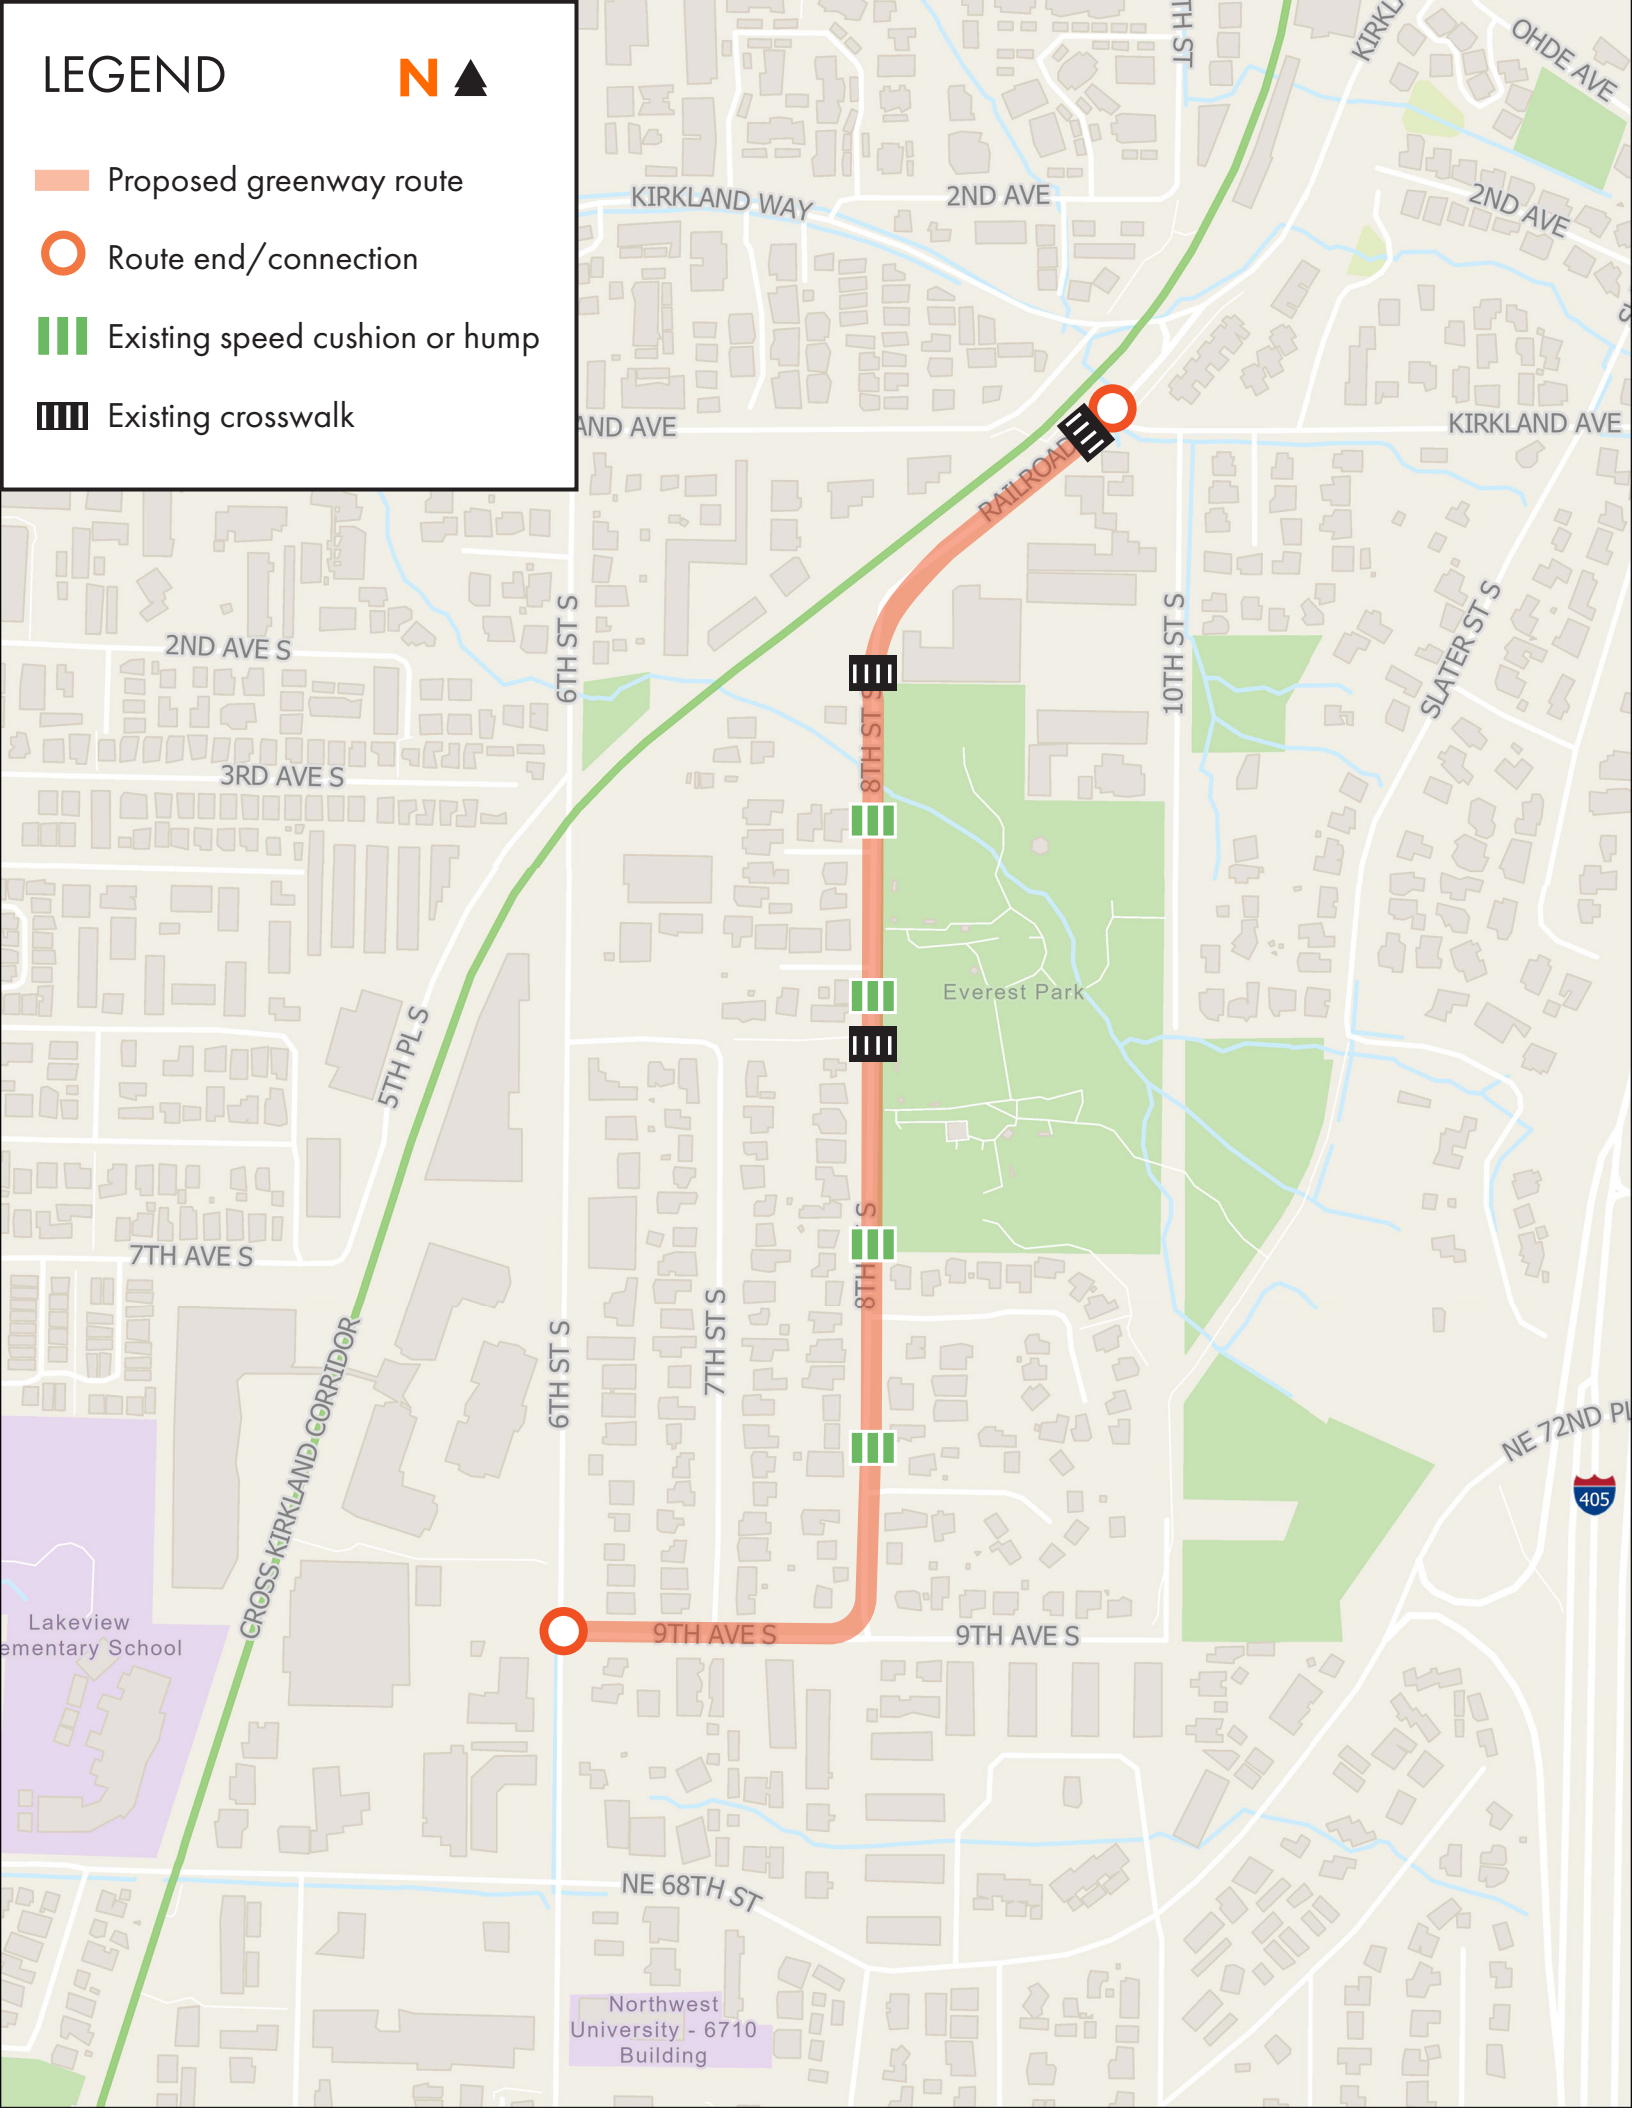 LEGEND
N
Proposed greenway route
Route end/connection
Existing speed cushion or hump
Existing crosswalk
TH ST
KIRKL
OHDE AVE
KIRKLAND WAY
2ND AVE
2ND AVE
AND AVE
KIRKLAND AVE
RAILROAD
6TH ST S
10TH ST S
SLATER ST S
2ND AVE S
8TH ST S
3RD AVE S
Everest Park
5TH PL S
7TH AVE S
8TH S
7TH ST S
6TH ST S
CROSS KIRKLAND CORRIDOR
NE 72ND PL
405
Lakeview
ementary School
9TH AVE S
9TH AVE S
NE 68TH ST
Northwest
University - 6710
Building